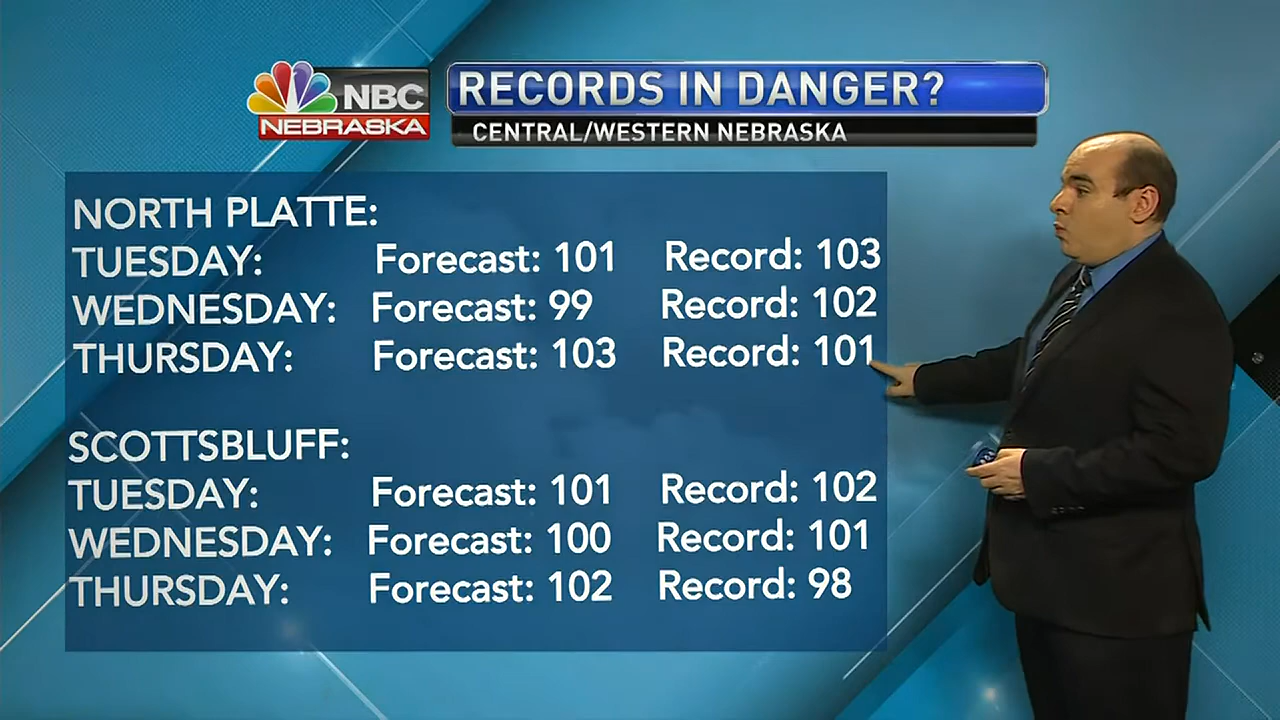 NBC
NEBRASKA
RECORDS IN DANGER?
CENTRAL/WESTERN NEBRASKA
NORTH PLATTE:
TUESDAY: Forecast: 101 Record: 103
WEDNESDAY: Forecast: 99 Record: 102
THURSDAY: Forecast: 103 Record: 101
SCOTTSBLUFF:
TUESDAY: Forecast: 101 Record: 102
WEDNESDAY: Forecast: 100 Record: 101
THURSDAY: Forecast: 102 Record: 98